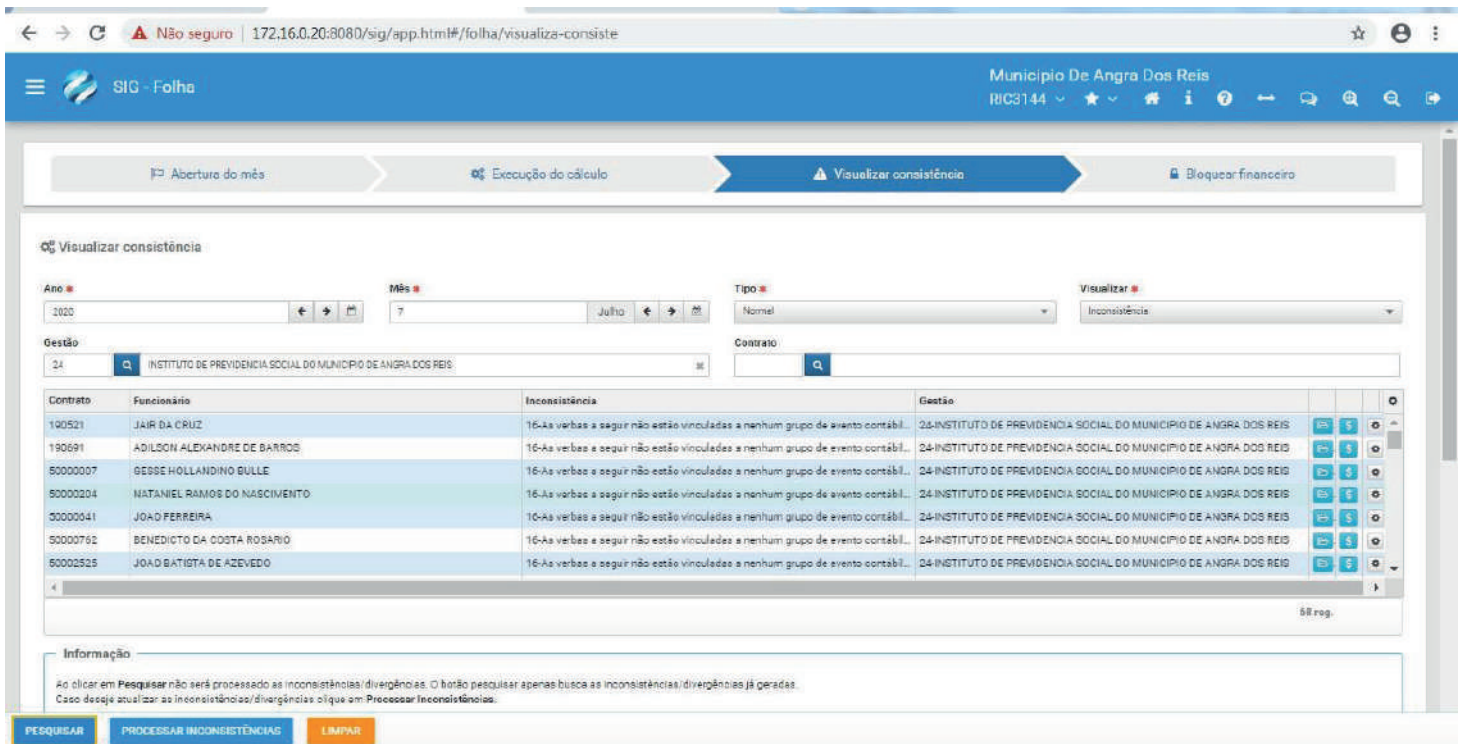 Não seguro | 172.16.0.20:8080/sig/app.html#/folha/visualiza-consiste
SIG - Folha
Municipio De Angra Dos Reis
RIC3144
Abertura do mês
Execução do cálculo
Visualizar consistência
Bloquear financeiro
Visualizar consistência
Ano * Mês * Tipo * Visualizar *
2020 7 Julho Normal Inconsistência
Gestão Contrato
24 INSTITUTO DE PREVIDENCIA SOCIAL DO MUNICIPIO DE ANGRA DOS REIS
Contrato Funcionário Inconsistência Gestão
190521 JAIR DA CRUZ 16-As verbas a seguir não estão vinculadas a nenhum grupo de evento contábil... 24-INSTITUTO DE PREVIDENCIA SOCIAL DO MUNICIPIO DE ANGRA DOS REIS
190691 ADILSON ALEXANDRE DE BARROS 16-As verbas a seguir não estão vinculadas a nenhum grupo de evento contábil... 24-INSTITUTO DE PREVIDENCIA SOCIAL DO MUNICIPIO DE ANGRA DOS REIS
50000007 GESSE HOLLANDINO BULLE 16-As verbas a seguir não estão vinculadas a nenhum grupo de evento contábil... 24-INSTITUTO DE PREVIDENCIA SOCIAL DO MUNICIPIO DE ANGRA DOS REIS
50000204 NATANIEL RAMOS DO NASCIMENTO 16-As verbas a seguir não estão vinculadas a nenhum grupo de evento contábil... 24-INSTITUTO DE PREVIDENCIA SOCIAL DO MUNICIPIO DE ANGRA DOS REIS
50000641 JOAO FERREIRA 16-As verbas a seguir não estão vinculadas a nenhum grupo de evento contábil... 24-INSTITUTO DE PREVIDENCIA SOCIAL DO MUNICIPIO DE ANGRA DOS REIS
50000762 BENEDICTO DA COSTA ROSARIO 16-As verbas a seguir não estão vinculadas a nenhum grupo de evento contábil... 24-INSTITUTO DE PREVIDENCIA SOCIAL DO MUNICIPIO DE ANGRA DOS REIS
50002525 JOAO BATISTA DE AZEVEDO 16-As verbas a seguir não estão vinculadas a nenhum grupo de evento contábil... 24-INSTITUTO DE PREVIDENCIA SOCIAL DO MUNICIPIO DE ANGRA DOS REIS
68 reg.
Informação
Ao clicar em Pesquisar não será processado as inconsistências/divergências. O botão pesquisar apenas busca as inconsistências/divergências já geradas.
Caso deseje atualizar as inconsistências/divergências clique em Processar Inconsistências.
PESQUISAR PROCESSAR INCONSISTÊNCIAS LIMPAR